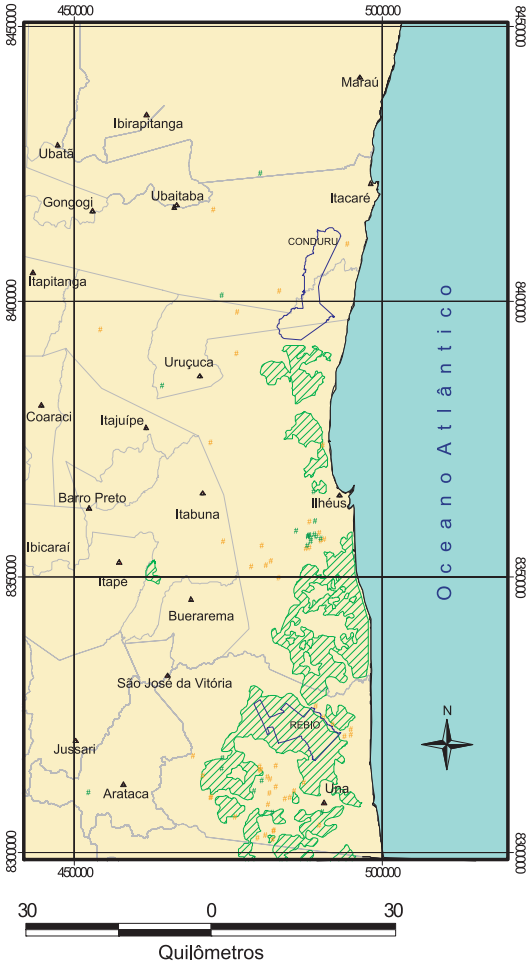 450000
500000
8450000
8450000
Maraú
Ibirapitanga
Ubatã
Ubaitaba
Gongogi
Itacaré
CONDURU
Itapitanga
8400000
8400000
Uruçuca
Coaraci
Itajuípe
Oceano Atlântico
Barro Preto
Itabuna
Ilhéus
Ibicaraí
8350000
8350000
Itapé
Buerarema
São José da Vitória
REBIO
N
Jussari
Arataca
Una
8300000
8300000
450000
500000
30
0
30
Quilômetros